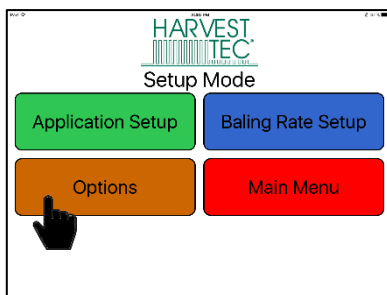 HARVEST
TEC
Setup Mode
Application Setup
Baling Rate Setup
Options
Main Menu